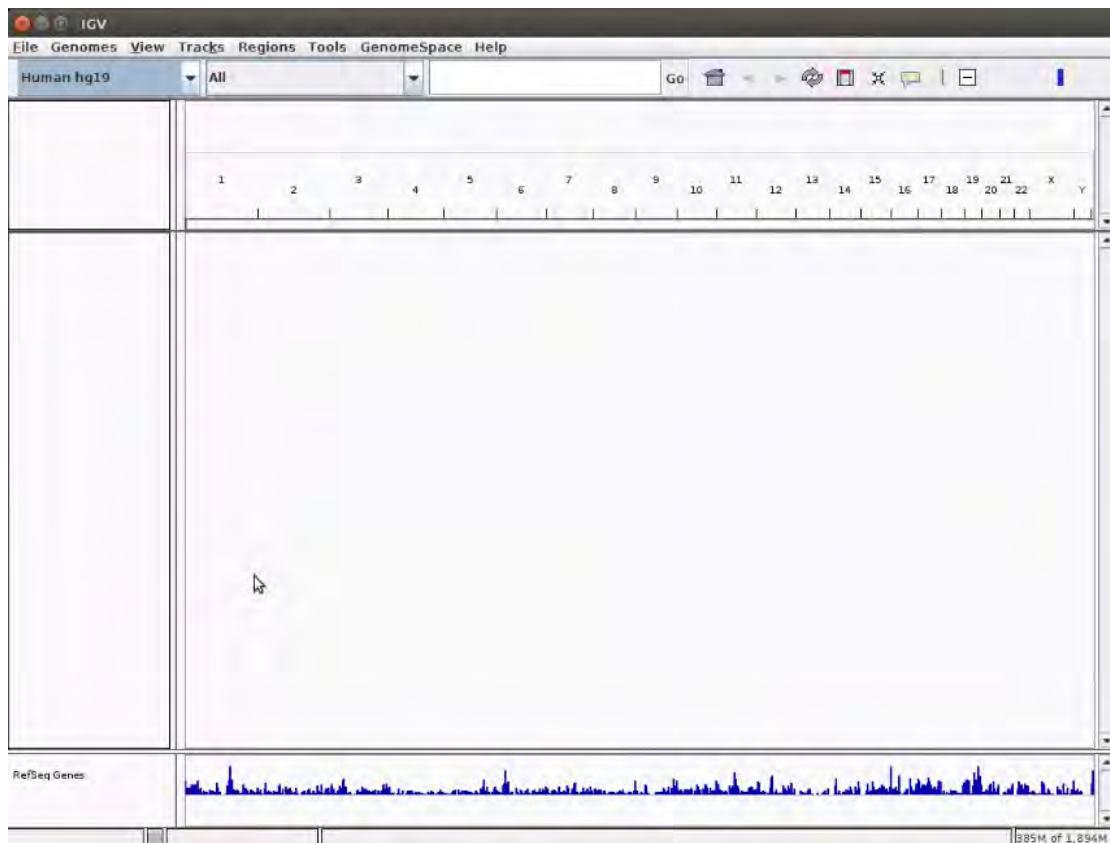 IGV
File Genomes View Tracks Regions Tools GenomeSpace Help
Human hg19 All Go
1 2 3 4 5 6 7 8 9 10 11 12 13 14 15 16 17 18 19 20 21 22 X Y
RefSeq Genes
385M of 1,894M